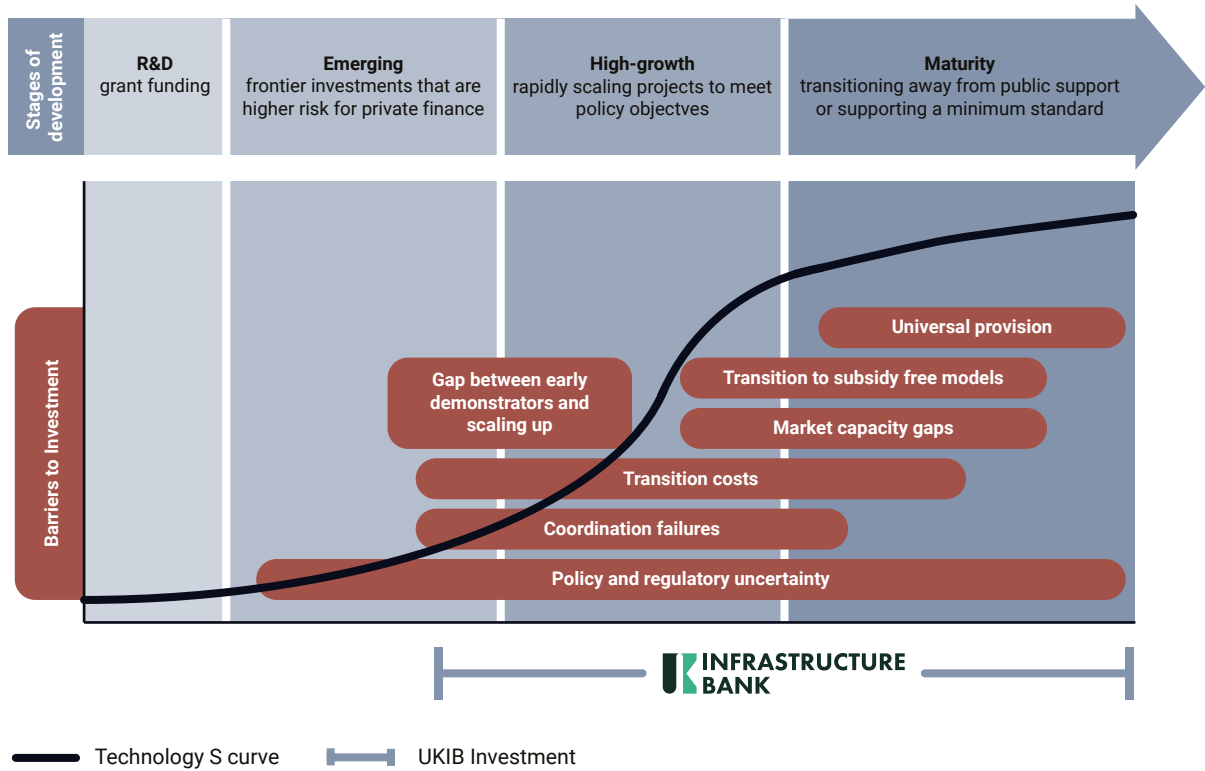 Stages of
development
R&D
grant funding
Emerging
frontier investments that are
higher risk for private finance
High-growth
rapidly scaling projects to meet
policy objectves
Maturity
transitioning away from public support
or supporting a minimum standard
Barriers to Investment
Universal provision
Gap between early
demonstrators and
scaling up
Transition to subsidy free models
Market capacity gaps
Transition costs
Coordination failures
Policy and regulatory uncertainty
UK INFRASTRUCTURE
BANK
Technology S curve
UKIB Investment